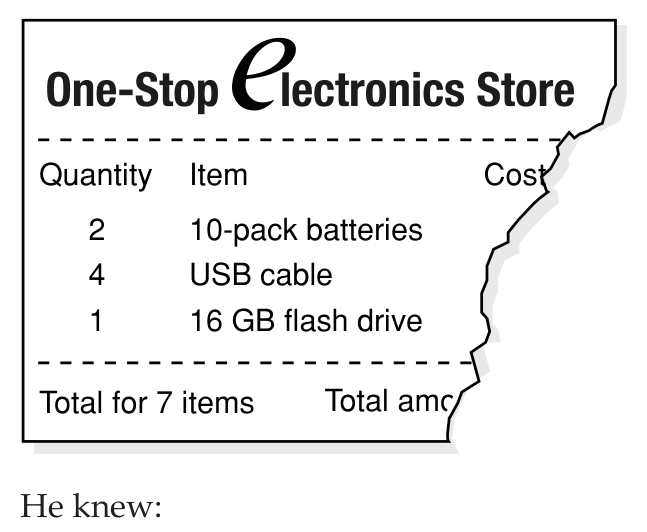 One-Stop electronics Store
Quantity Item Cost
2 10-pack batteries
4 USB cable
1 16 GB flash drive
Total for 7 items Total amo
He knew: